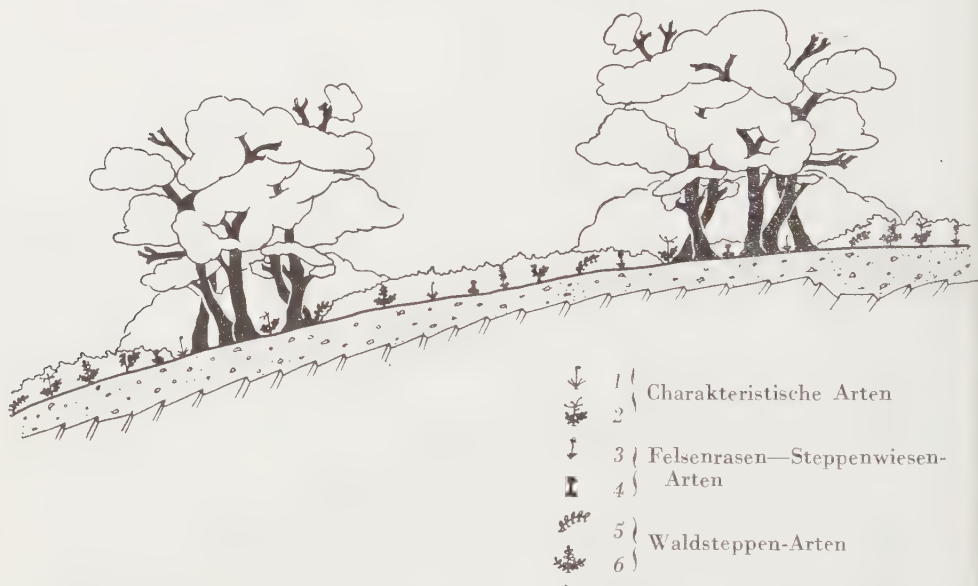 1 Charakteristische Arten
2
3 Felsenrasen—Steppenwiesen-
4 Arten
5 Waldsteppen-Arten
6